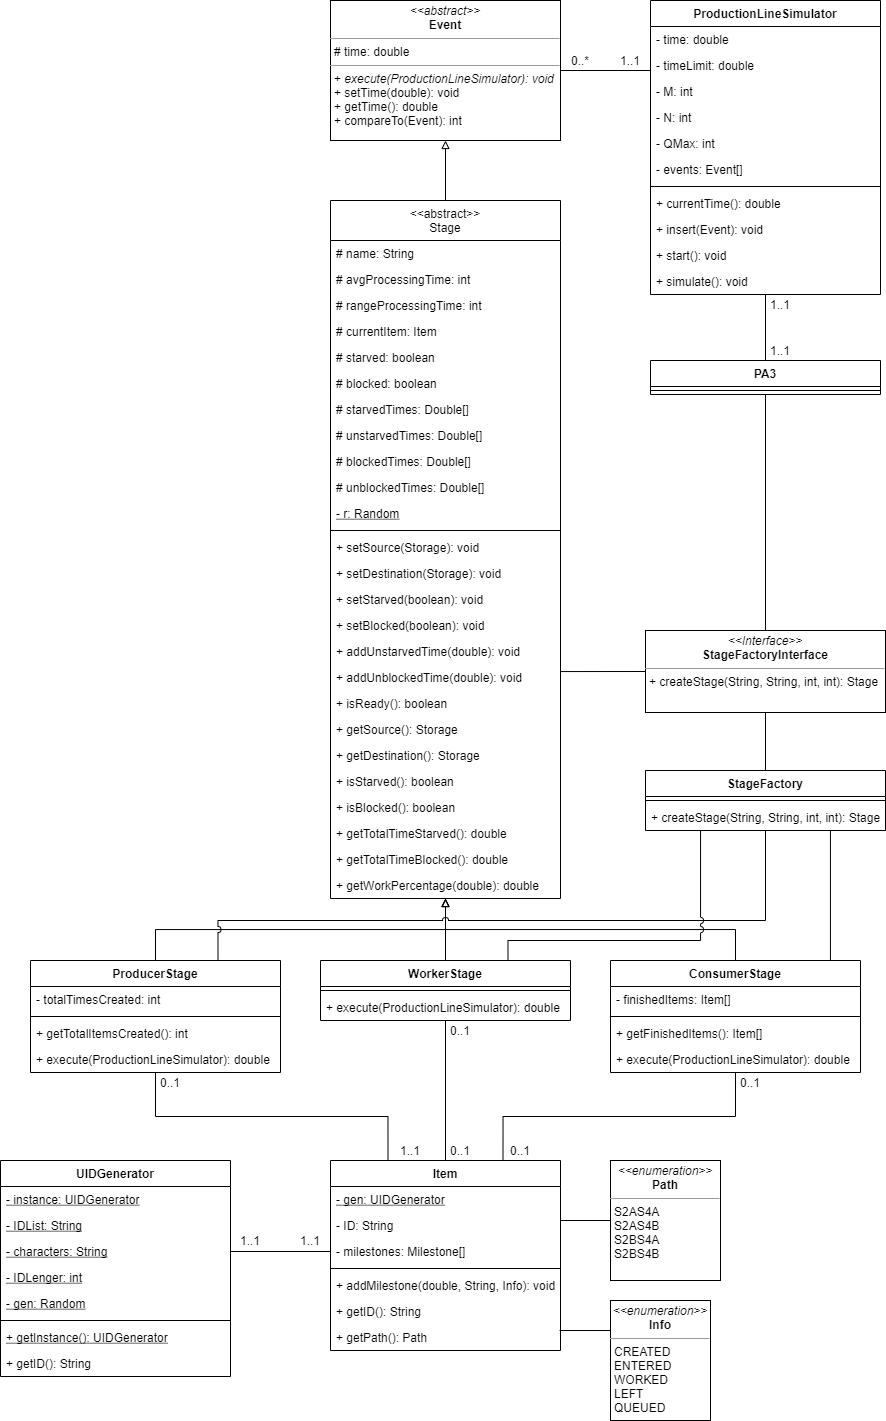 <<abstract>>
Event
# time: double
+ execute(ProductionLineSimulator): void
+ setTime(double): void
+ getTime(): double
+ compareTo(Event): int
0..*
1..1
ProductionLineSimulator
- time: double
- timeLimit: double
- M: int
- N: int
- QMax: int
- events: Event[]
+ currentTime(): double
+ insert(Event): void
+ start(): void
+ simulate(): void
1..1
1..1
PA3
<<abstract>>
Stage
# name: String
# avgProcessingTime: int
# rangeProcessingTime: int
# currentItem: Item
# starved: boolean
# blocked: boolean
# starvedTimes: Double[]
# unstarvedTimes: Double[]
# blockedTimes: Double[]
# unblockedTimes: Double[]
- r: Random
+ setSource(Storage): void
+ setDestination(Storage): void
+ setStarved(boolean): void
+ setBlocked(boolean): void
+ addUnstarvedTime(double): void
+ addUnblockedTime(double): void
+ isReady(): boolean
+ getSource(): Storage
+ getDestination(): Storage
+ isStarved(): boolean
+ isBlocked(): boolean
+ getTotalTimeStarved(): double
+ getTotalTimeBlocked(): double
+ getWorkPercentage(double): double
<<Interface>>
StageFactoryInterface
+ createStage(String, String, int, int): Stage
StageFactory
+ createStage(String, String, int, int): Stage
ProducerStage
- totalTimesCreated: int
+ getTotalItemsCreated(): int
+ execute(ProductionLineSimulator): double
0..1
WorkerStage
+ execute(ProductionLineSimulator): double
0..1
ConsumerStage
- finishedItems: Item[]
+ getFinishedItems(): Item[]
+ execute(ProductionLineSimulator): double
0..1
1..1
0..1
0..1
UIDGenerator
- instance: UIDGenerator
- IDList: String
- characters: String
- IDLenger: int
- gen: Random
+ getInstance(): UIDGenerator
+ getID(): String
1..1
1..1
Item
- gen: UIDGenerator
- ID: String
- milestones: Milestone[]
+ addMilestone(double, String, Info): void
+ getID(): String
+ getPath(): Path
<<enumeration>>
Path
S2AS4A
S2AS4B
S2BS4A
S2BS4B
<<enumeration>>
Info
CREATED
ENTERED
WORKED
LEFT
QUEUED